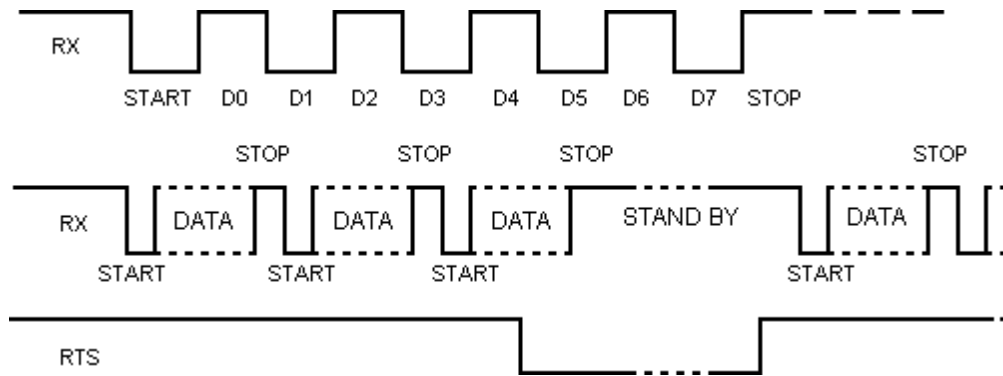 RX
START D0 D1 D2 D3 D4 D5 D6 D7 STOP
STOP STOP STOP STOP
RX DATA DATA DATA STAND BY DATA
START START START START
RTS